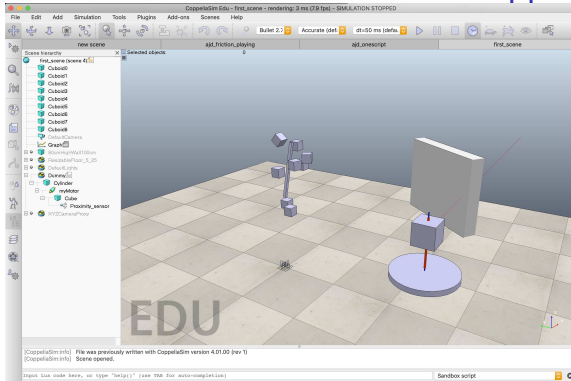 CoppeliaSim Edu - first_scene - rendering: 3 ms (7.9 fps) - SIMULATION STOPPED
File Edit Add Simulation Tools Plugins Add-ons Scenes Help
Bullet 2.7 Accurate (defa dt=50 ms (defau
new scene ajd_friction_playing ajd_onescript first_scene
Scene hierarchy
Selected objects: 0
first_scene (scene 4)
Cuboid0
Cuboid1
Cuboid2
Cuboid3
Cuboid4
Cuboid5
Cuboid6
Cuboid7
Cuboid8
DefaultCamera
Graph
ResizableFloor_5_25
DefaultLights
Dummy
Cylinder
myMotor
Cube
Proximity_sensor
XYZCameraProxy
EDU
[CoppeliaSim:info] File was previously written with CoppeliaSim version 4.01.00 (rev 1)
[CoppeliaSim:info] Scene opened.
Input Lua code here, or type "help()" (use TAB for auto-completion)
Sandbox script